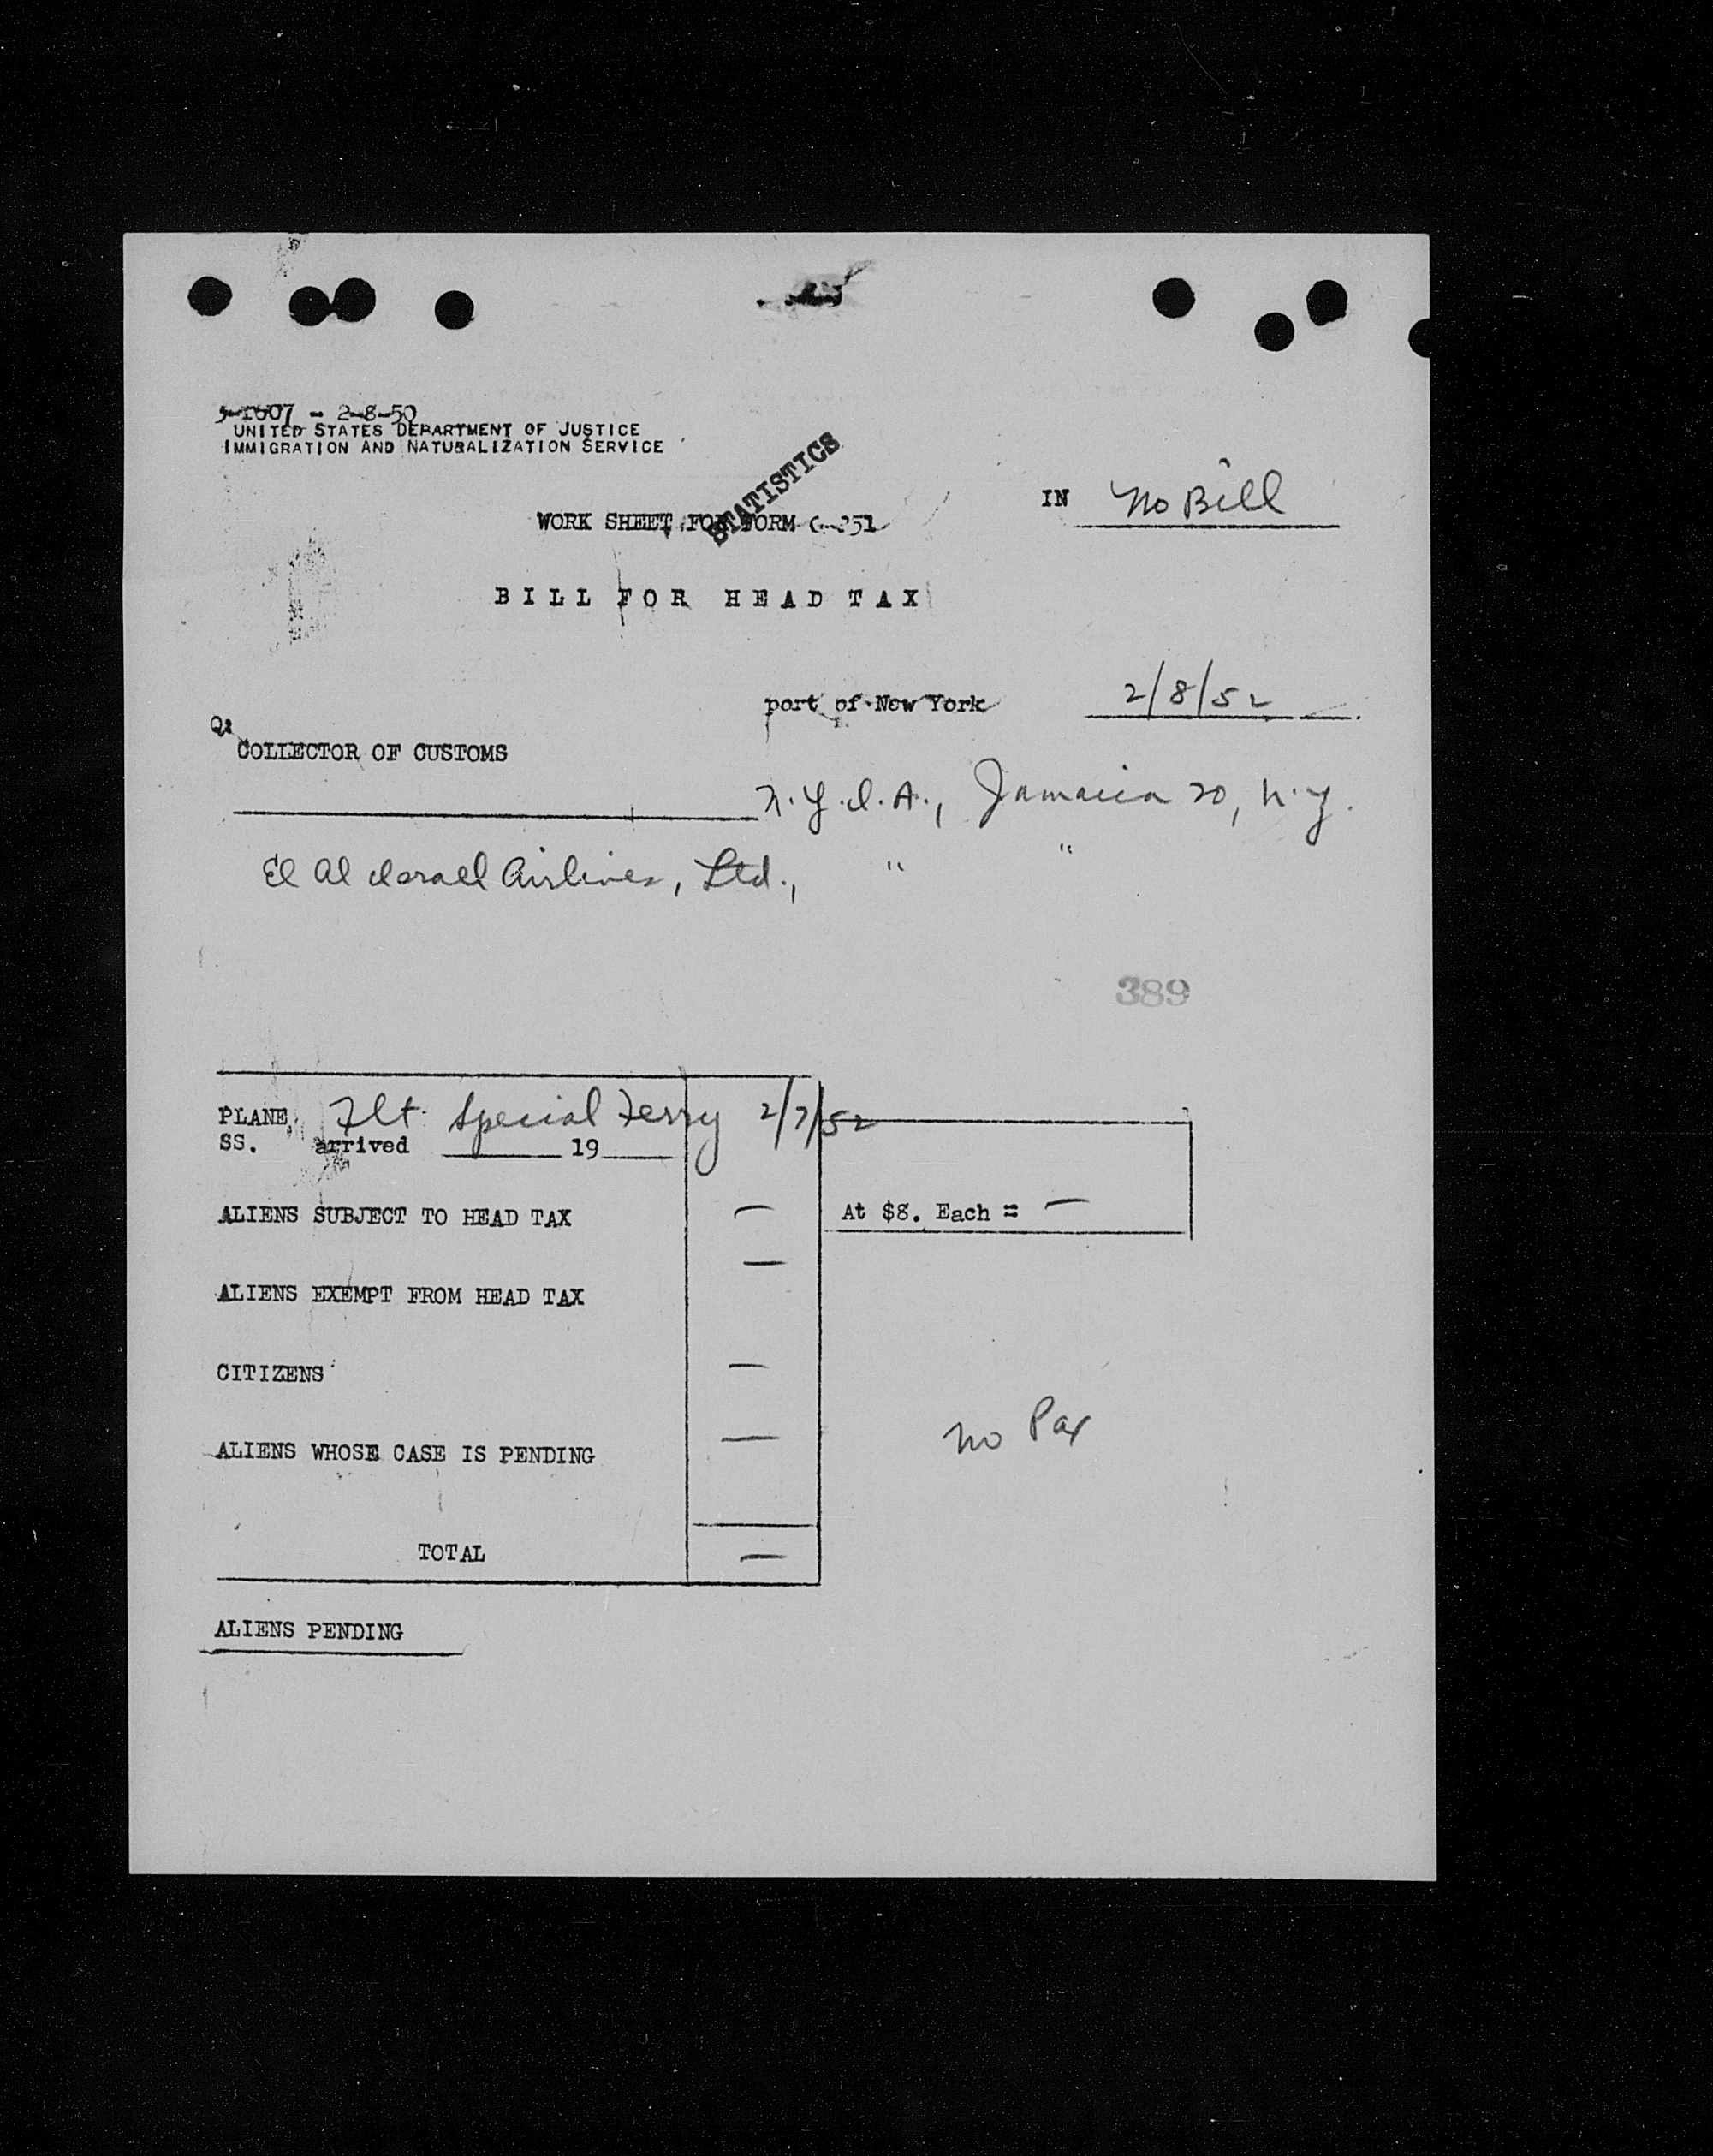 - 2-8-50
UNITED STATES DEPARTMENT OF JUSTICE
IMMIGRATION AND NATURALIZATION SERVICE
STATISTICS
WORK SHEET FOR FORM
IN No Bill
BILL FOR HEAD TAX
port of New York 2/8/52
COLLECTOR OF CUSTOMS
N.Y.I.A., Jamaica 20, N.Y.
El Al Israel Airlines, Ltd., " "
389
PLANE Flt. Special Ferry 2/7/52
SS. arrived 19
ALIENS SUBJECT TO HEAD TAX — At $8. Each = —
ALIENS EXEMPT FROM HEAD TAX —
CITIZENS —
ALIENS WHOSE CASE IS PENDING —
No Pax
TOTAL —
ALIENS PENDING